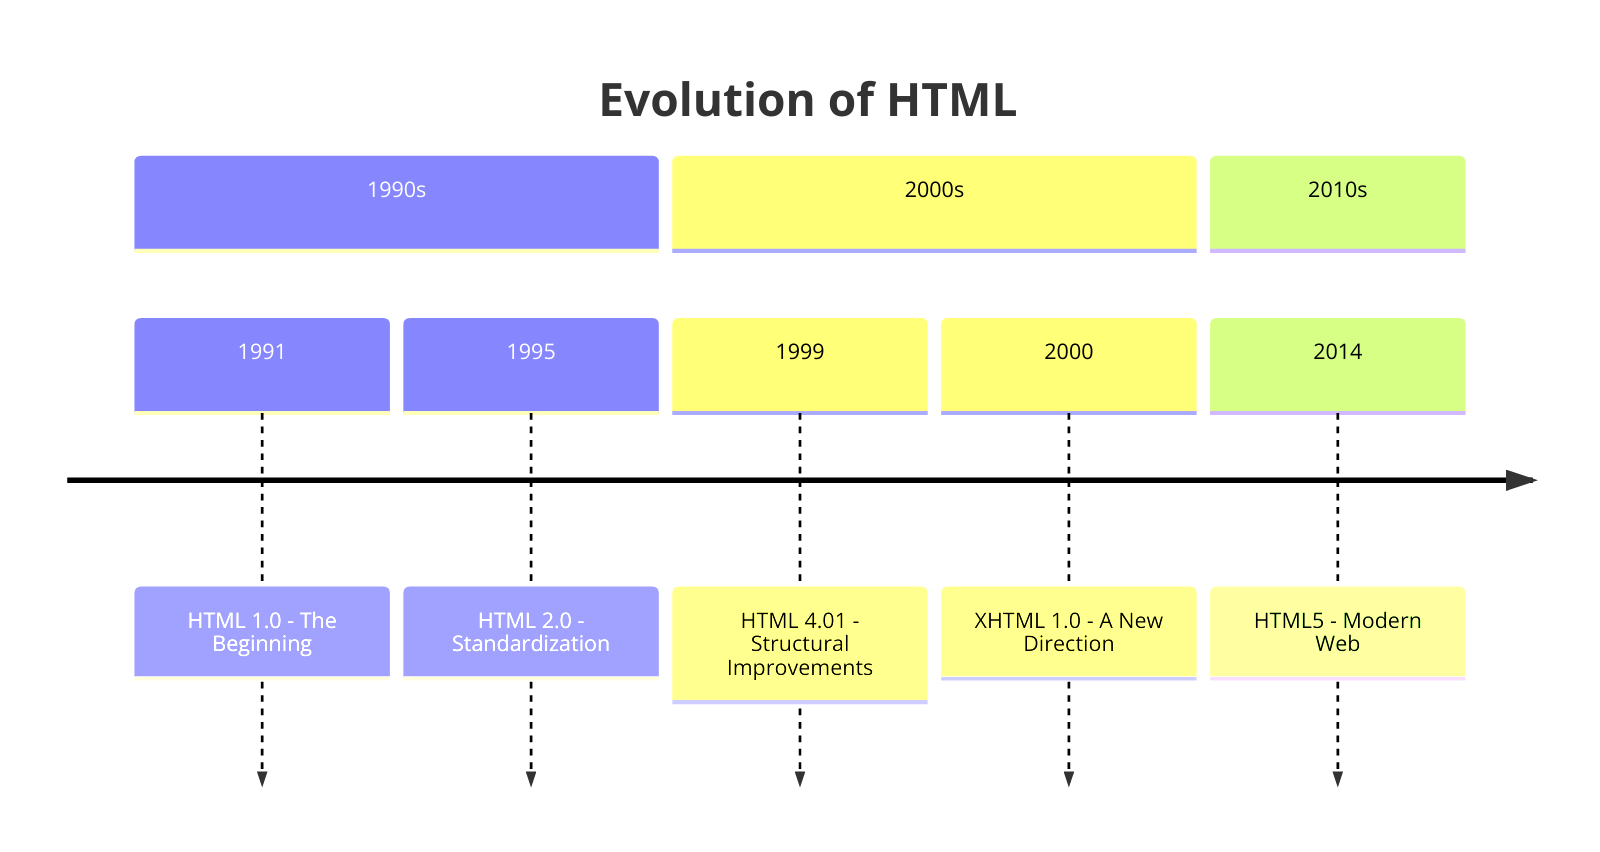 Evolution of HTML
1990s
2000s
2010s
1991
1995
1999
2000
2014
HTML 1.0 - The
Beginning
HTML 2.0 -
Standardization
HTML 4.01 -
Structural
Improvements
XHTML 1.0 - A New
Direction
HTML5 - Modern
Web